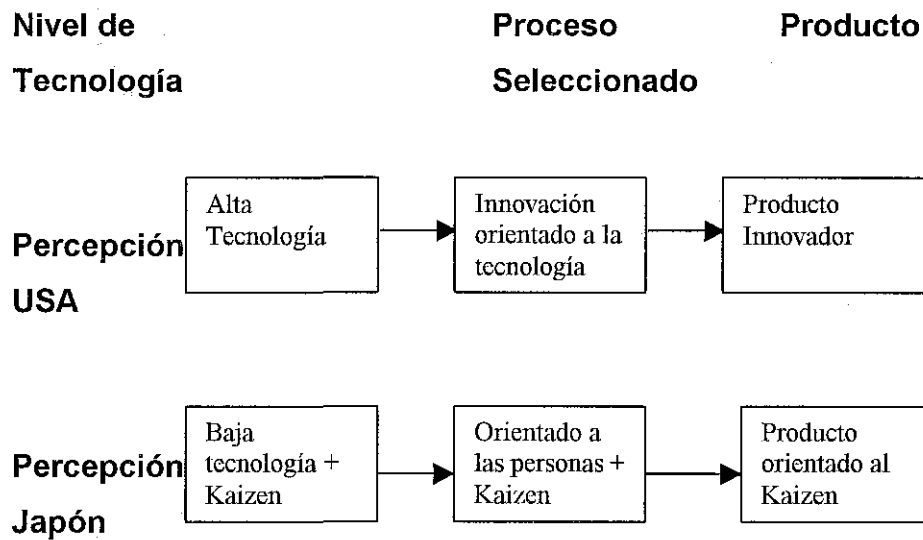 Nivel de Tecnología
Proceso Seleccionado
Producto
Percepción USA
Alta
Tecnología
Innovación
orientado a la
tecnología
Producto
Innovador
Percepción Japón
Baja
tecnología +
Kaizen
Orientado a
las personas +
Kaizen
Producto
orientado al
Kaizen